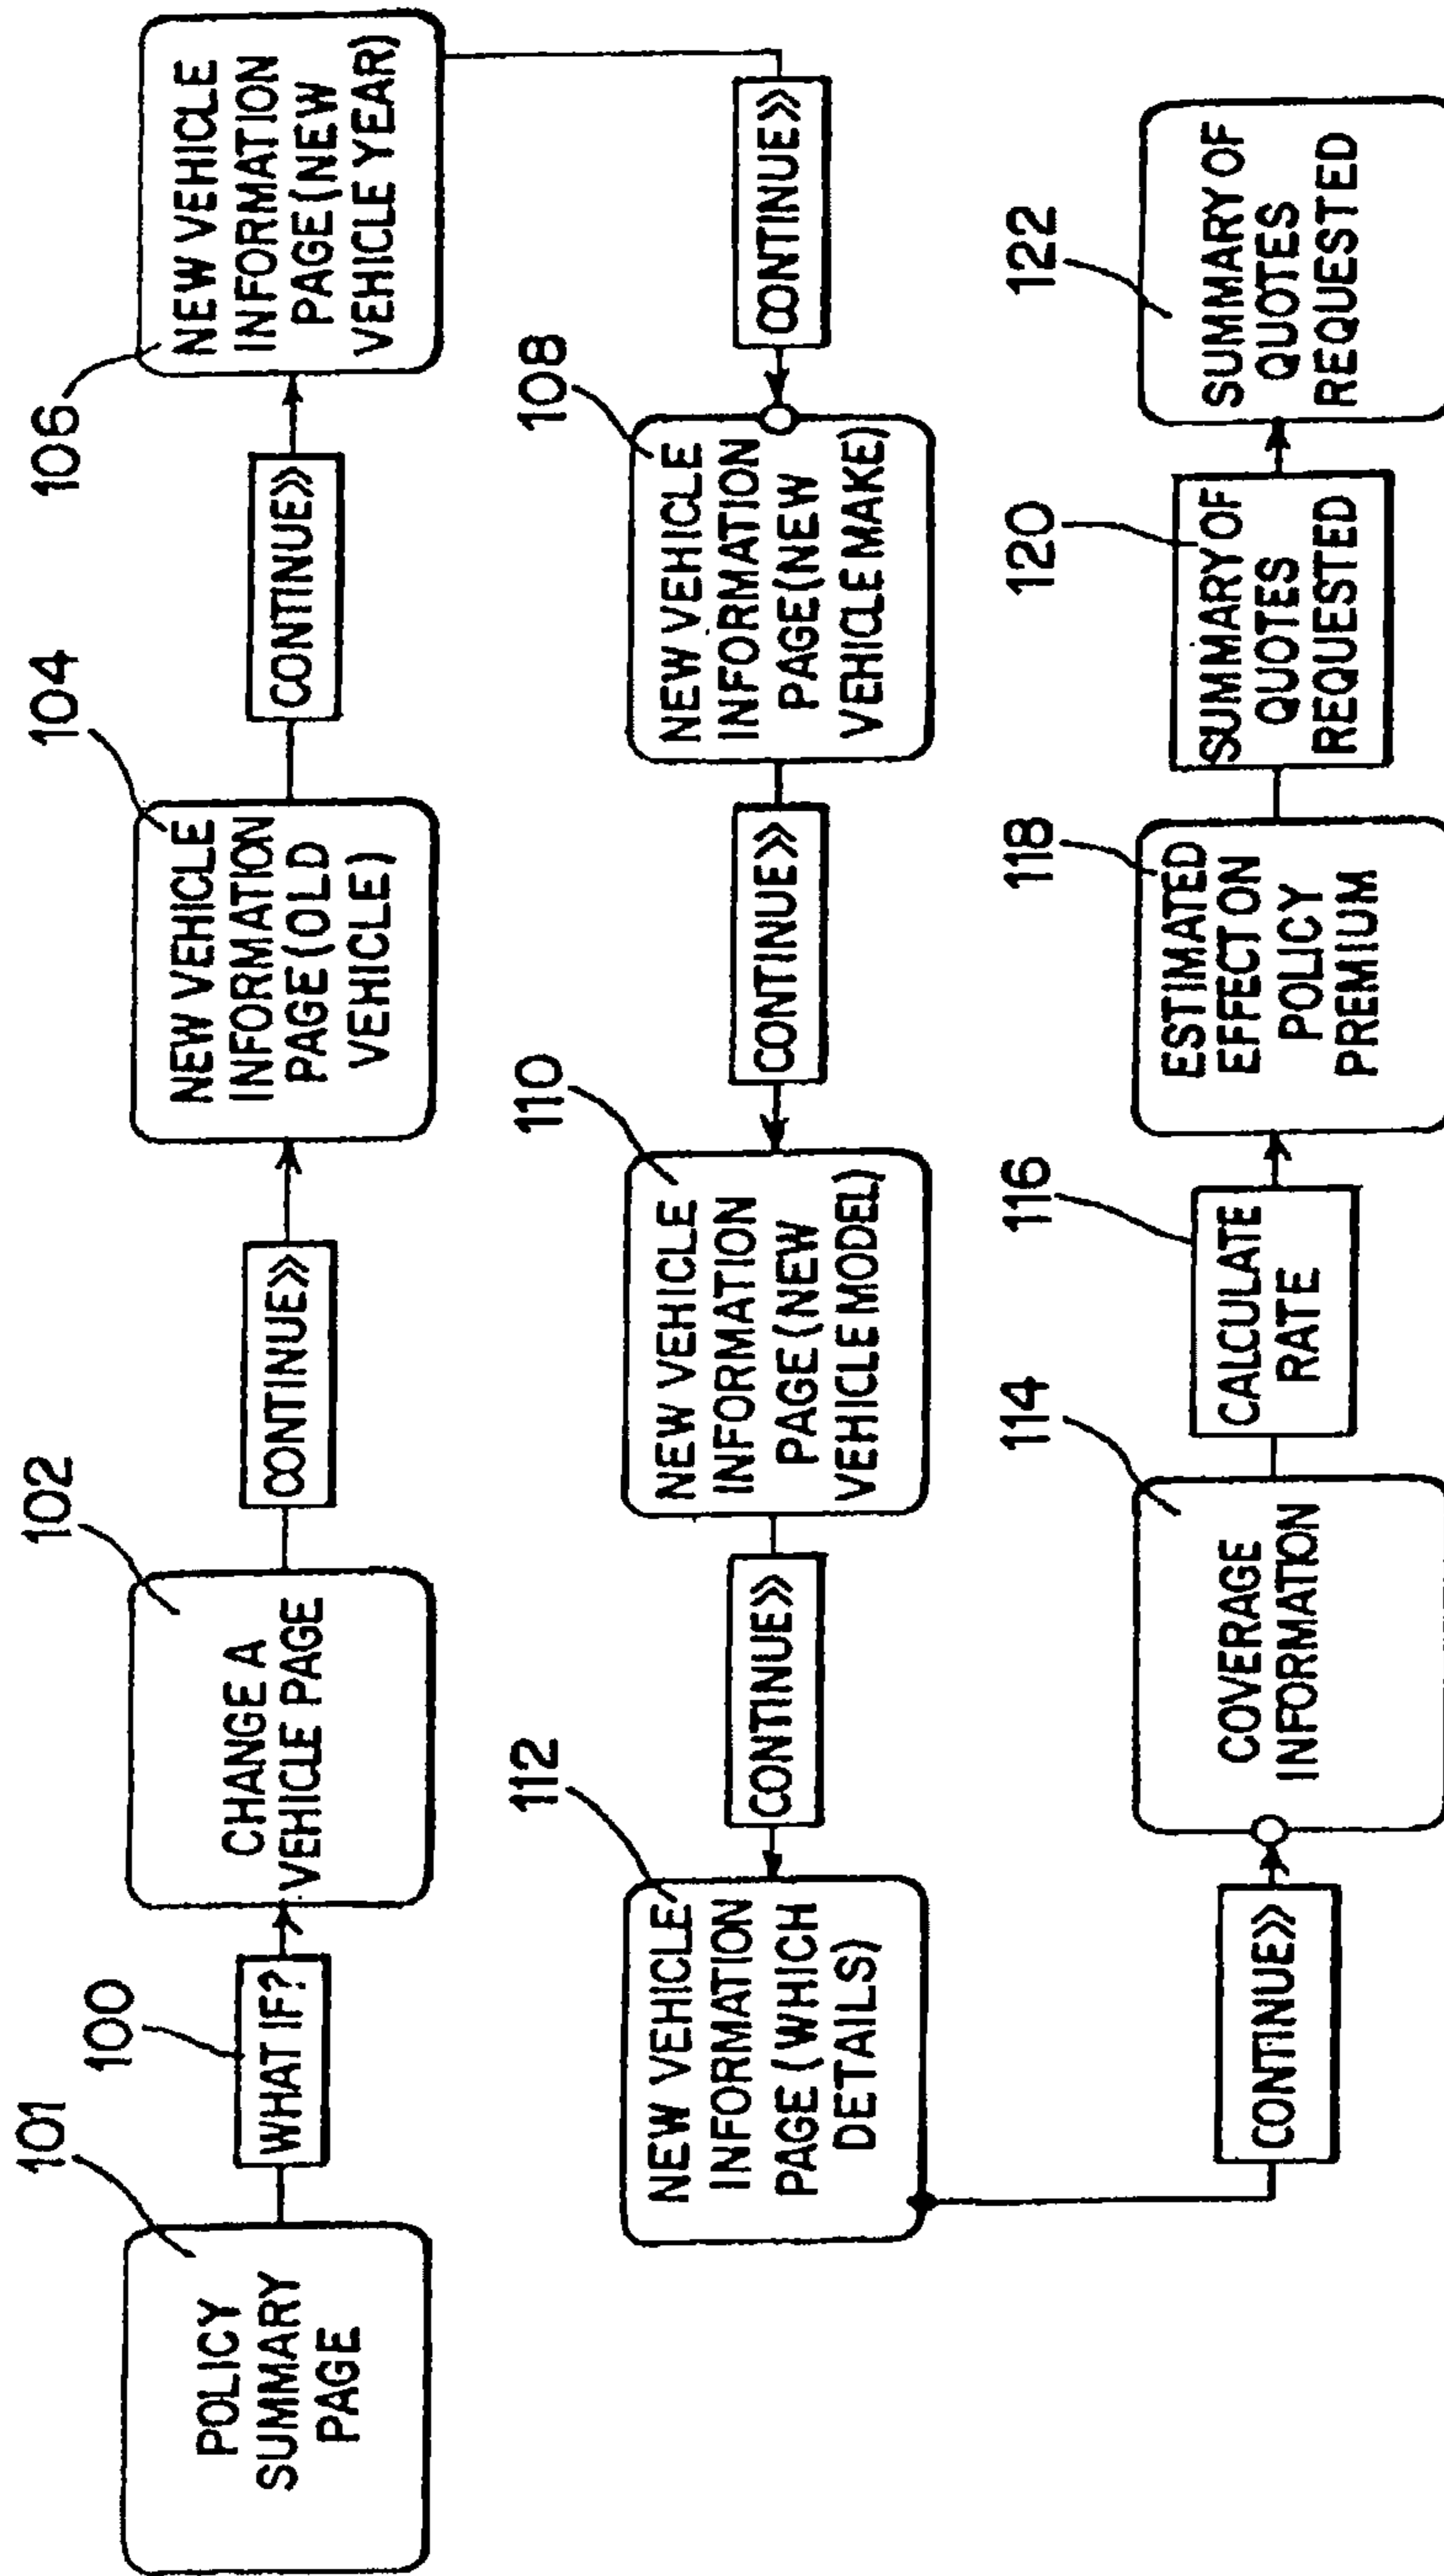 101
POLICY
SUMMARY
PAGE
100
WHAT IF?
102
CHANGE A
VEHICLE PAGE
CONTINUE»
104
NEW VEHICLE
INFORMATION
PAGE (OLD
VEHICLE)
CONTINUE»
106
NEW VEHICLE
INFORMATION
PAGE (NEW
VEHICLE YEAR)
CONTINUE»
108
NEW VEHICLE
INFORMATION
PAGE (NEW
VEHICLE MAKE)
CONTINUE»
110
NEW VEHICLE
INFORMATION
PAGE (NEW
VEHICLE MODEL)
CONTINUE»
112
NEW VEHICLE
INFORMATION
PAGE (WHICH
DETAILS)
CONTINUE»
114
COVERAGE
INFORMATION
116
CALCULATE
RATE
118
ESTIMATED
EFFECT ON
POLICY
PREMIUM
120
SUMMARY OF
QUOTES
REQUESTED
122
SUMMARY OF
QUOTES
REQUESTED